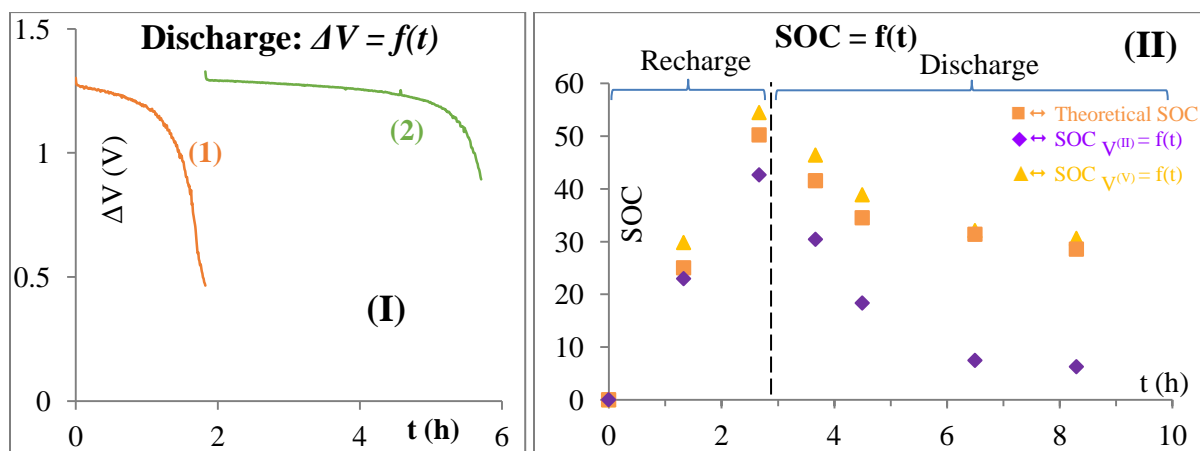 Discharge: ΔV = f(t)
1.5
1
0.5
0
ΔV (V)
(1)
(2)
(I)
0
2
4
t (h)
6
SOC = f(t)
(II)
Recharge
Discharge
60
50
40
30
20
10
0
SOC
↔ Theoretical SOC
↔ SOC V(II) = f(t)
↔ SOC V(V) = f(t)
t (h)
0
2
4
6
8
10